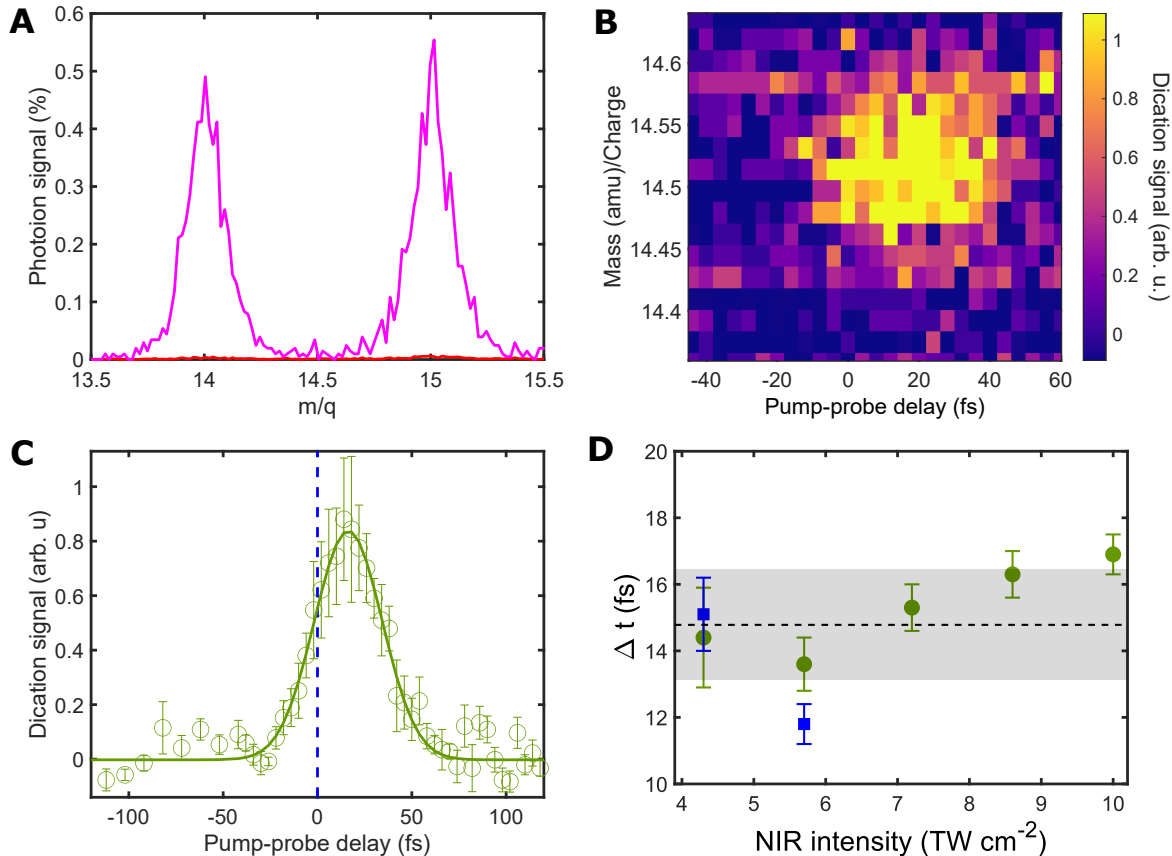 A
Photoion signal (%)
0.6
0.5
0.4
0.3
0.2
0.1
0
13.5 14 14.5 15 15.5
m/q
B
Mass (amu)/Charge
14.6
14.55
14.5
14.45
14.4
-40 -20 0 20 40 60
Pump-probe delay (fs)
1
0.8
0.6
0.4
0.2
0
Dication signal (arb. u.)
C
Dication signal (arb. u)
1
0.8
0.6
0.4
0.2
0
-100 -50 0 50 100
Pump-probe delay (fs)
D
Δ t (fs)
20
18
16
14
12
10
4 5 6 7 8 9 10
NIR intensity (TW cm⁻²)